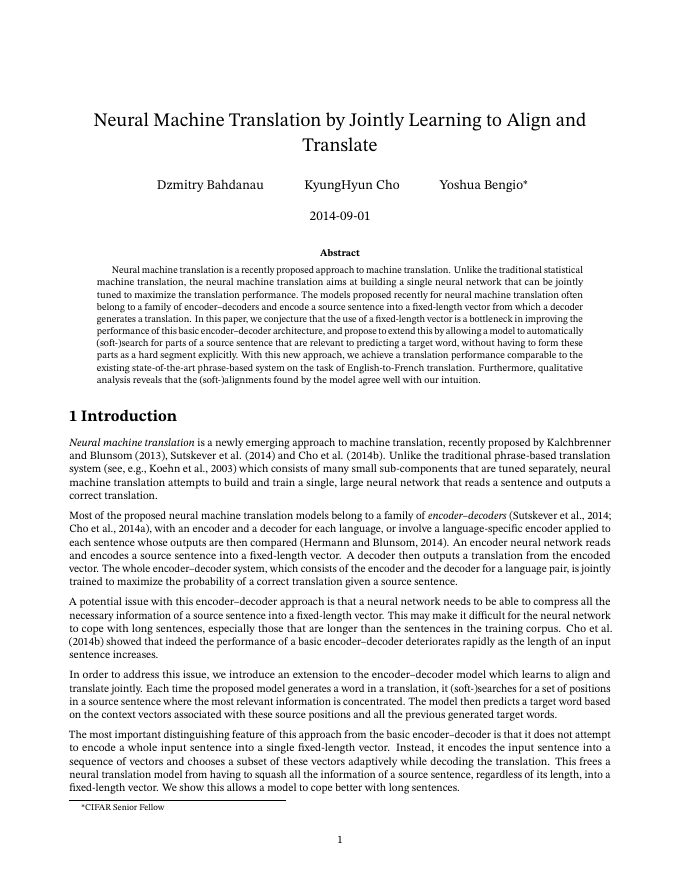 Neural Machine Translation by Jointly Learning to Align and
Translate
Dzmitry Bahdanau KyungHyun Cho Yoshua Bengio*
2014-09-01
Abstract
Neural machine translation is a recently proposed approach to machine translation. Unlike the traditional statistical
machine translation, the neural machine translation aims at building a single neural network that can be jointly
tuned to maximize the translation performance. The models proposed recently for neural machine translation often
belong to a family of encoder–decoders and encode a source sentence into a fixed-length vector from which a decoder
generates a translation. In this paper, we conjecture that the use of a fixed-length vector is a bottleneck in improving the
performance of this basic encoder–decoder architecture, and propose to extend this by allowing a model to automatically
(soft-)search for parts of a source sentence that are relevant to predicting a target word, without having to form these
parts as a hard segment explicitly. With this new approach, we achieve a translation performance comparable to the
existing state-of-the-art phrase-based system on the task of English-to-French translation. Furthermore, qualitative
analysis reveals that the (soft-)alignments found by the model agree well with our intuition.
1 Introduction
Neural machine translation is a newly emerging approach to machine translation, recently proposed by Kalchbrenner
and Blunsom (2013), Sutskever et al. (2014) and Cho et al. (2014b). Unlike the traditional phrase-based translation
system (see, e.g., Koehn et al., 2003) which consists of many small sub-components that are tuned separately, neural
machine translation attempts to build and train a single, large neural network that reads a sentence and outputs a
correct translation.
Most of the proposed neural machine translation models belong to a family of encoder–decoders (Sutskever et al., 2014;
Cho et al., 2014a), with an encoder and a decoder for each language, or involve a language-specific encoder applied to
each sentence whose outputs are then compared (Hermann and Blunsom, 2014). An encoder neural network reads
and encodes a source sentence into a fixed-length vector. A decoder then outputs a translation from the encoded
vector. The whole encoder–decoder system, which consists of the encoder and the decoder for a language pair, is jointly
trained to maximize the probability of a correct translation given a source sentence.
A potential issue with this encoder–decoder approach is that a neural network needs to be able to compress all the
necessary information of a source sentence into a fixed-length vector. This may make it difficult for the neural network
to cope with long sentences, especially those that are longer than the sentences in the training corpus. Cho et al.
(2014b) showed that indeed the performance of a basic encoder–decoder deteriorates rapidly as the length of an input
sentence increases.
In order to address this issue, we introduce an extension to the encoder–decoder model which learns to align and
translate jointly. Each time the proposed model generates a word in a translation, it (soft-)searches for a set of positions
in a source sentence where the most relevant information is concentrated. The model then predicts a target word based
on the context vectors associated with these source positions and all the previous generated target words.
The most important distinguishing feature of this approach from the basic encoder–decoder is that it does not attempt
to encode a whole input sentence into a single fixed-length vector. Instead, it encodes the input sentence into a
sequence of vectors and chooses a subset of these vectors adaptively while decoding the translation. This frees a
neural translation model from having to squash all the information of a source sentence, regardless of its length, into a
fixed-length vector. We show this allows a model to cope better with long sentences.
*CIFAR Senior Fellow
1